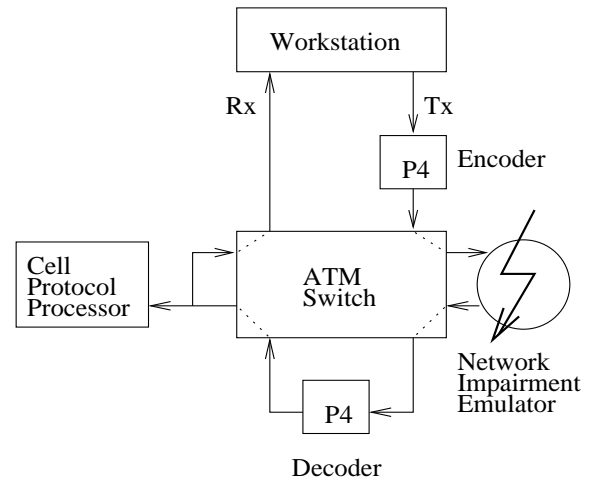 Workstation
Rx
Tx
P4
Encoder
Cell
Protocol
Processor
ATM
Switch
Network
Impairment
Emulator
P4
Decoder